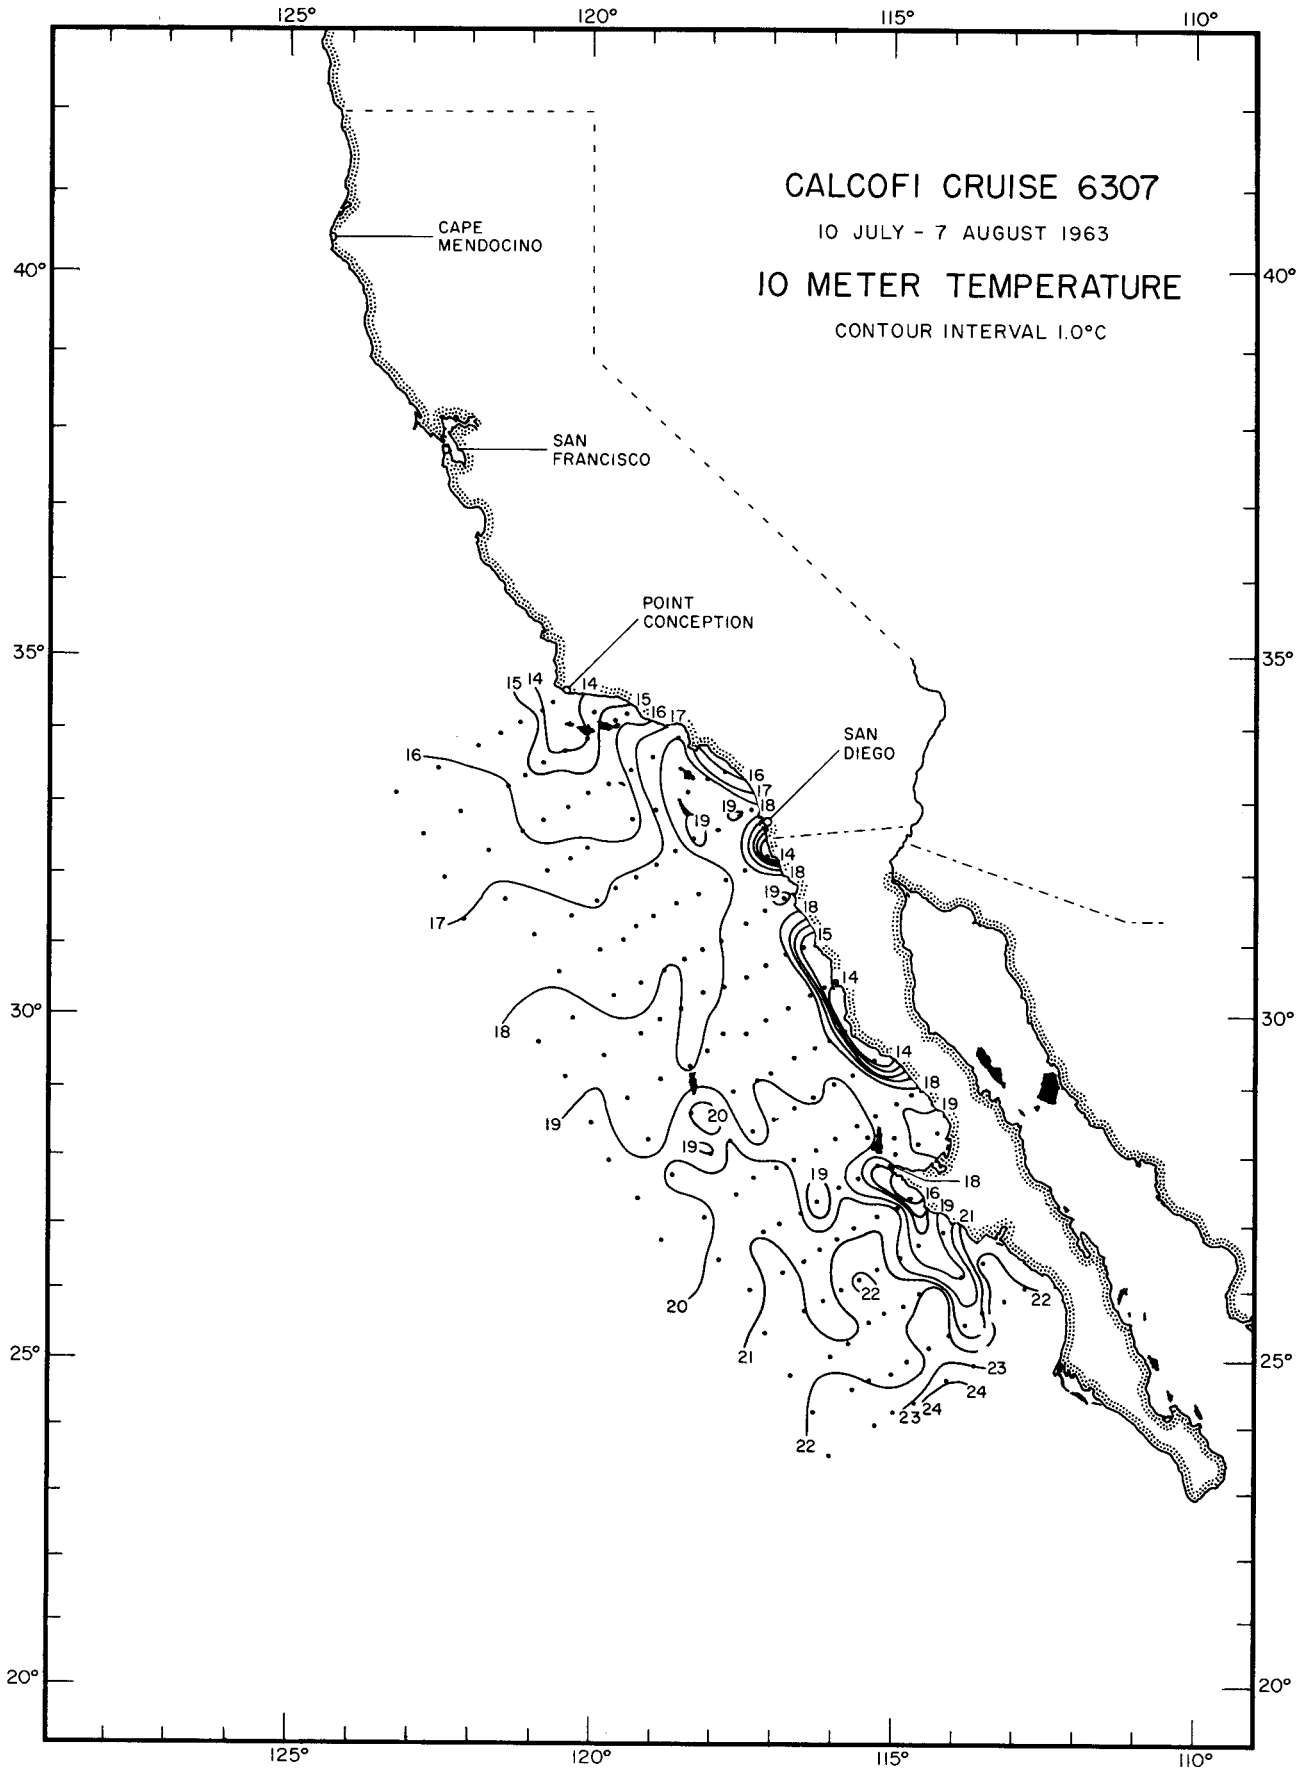 125° 120° 115° 110°
CALCOFI CRUISE 6307
10 JULY - 7 AUGUST 1963
CAPE
MENDOCINO
40° 40°
10 METER TEMPERATURE
CONTOUR INTERVAL 1.0°C
SAN
FRANCISCO
POINT
CONCEPTION
35° 35°
15 14 14
15
16 17
SAN
DIEGO
16
16
17
19 18
19
14
18
19
18
17
15
14
30° 30°
18
14
18
19
20
19
19
19
18
16
19
21
22
22
20
21
25° 25°
23
24
23 24
22
20° 20°
125° 120° 115° 110°